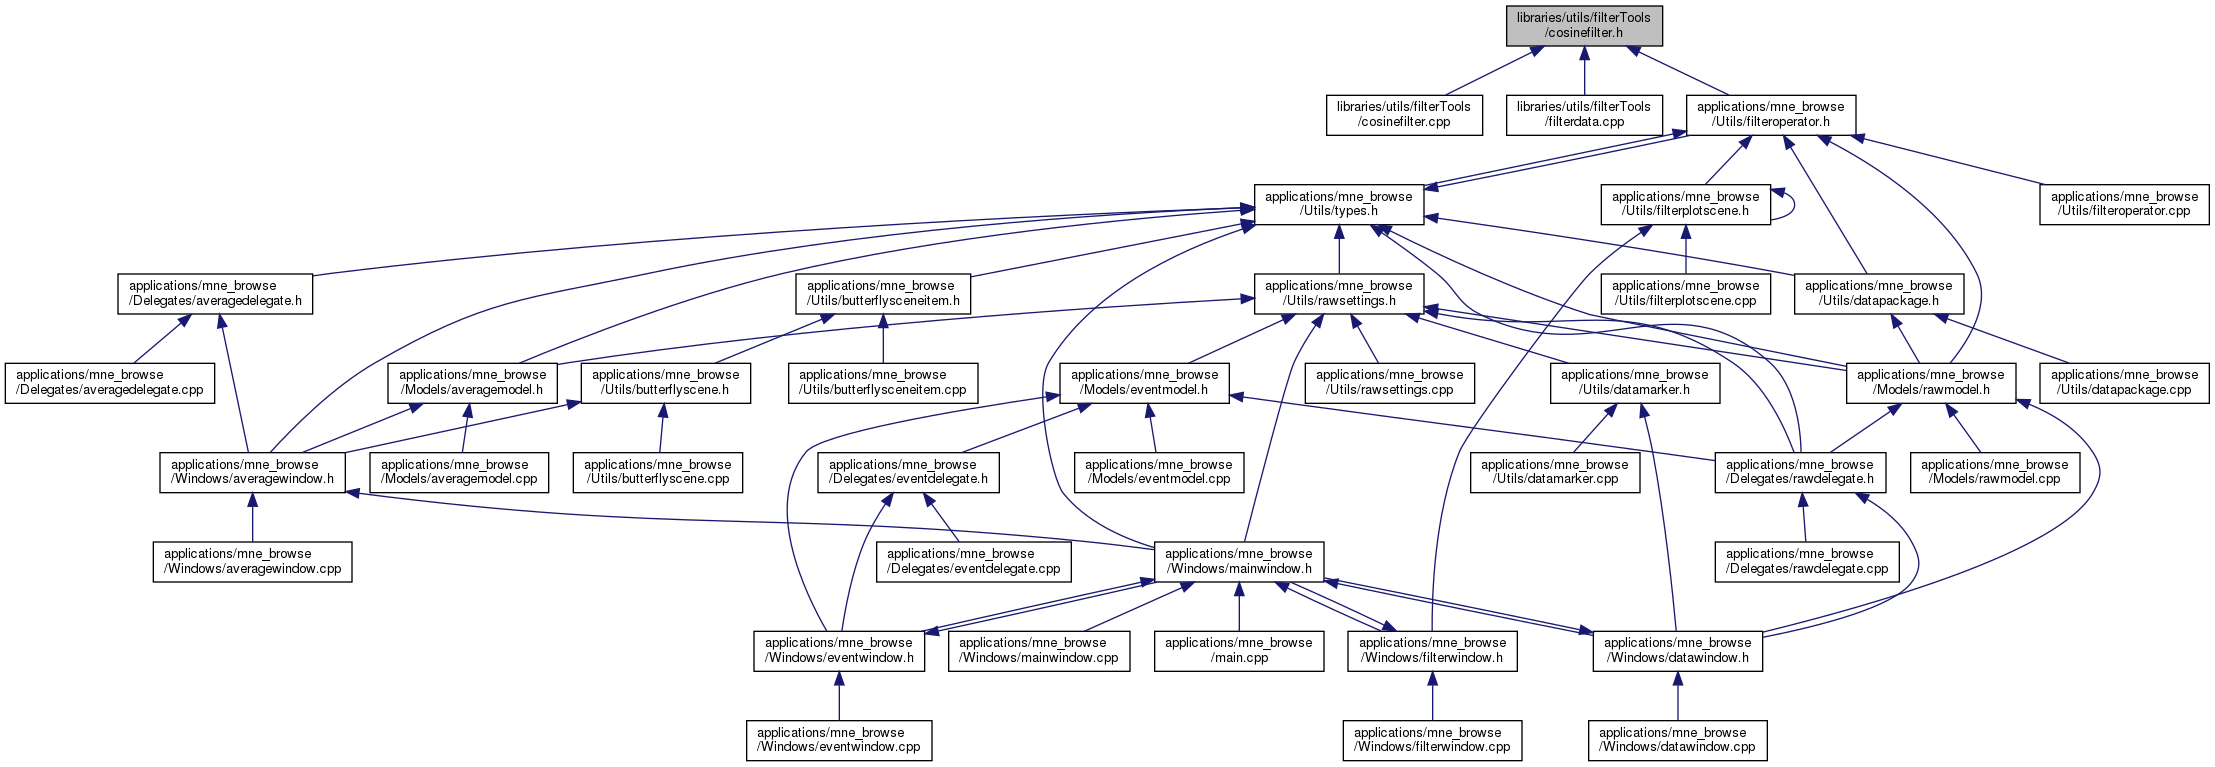 libraries/utils/filterTools
/cosinefilter.h
libraries/utils/filterTools
/cosinefilter.cpp
libraries/utils/filterTools
/filterdata.cpp
applications/mne_browse
/Utils/filteroperator.h
applications/mne_browse
/Utils/types.h
applications/mne_browse
/Utils/filterplotscene.h
applications/mne_browse
/Utils/filteroperator.cpp
applications/mne_browse
/Delegates/averagedelegate.h
applications/mne_browse
/Utils/butterflysceneitem.h
applications/mne_browse
/Utils/rawsettings.h
applications/mne_browse
/Utils/filterplotscene.cpp
applications/mne_browse
/Utils/datapackage.h
applications/mne_browse
/Delegates/averagedelegate.cpp
applications/mne_browse
/Models/averagemodel.h
applications/mne_browse
/Utils/butterflyscene.h
applications/mne_browse
/Utils/butterflysceneitem.cpp
applications/mne_browse
/Models/eventmodel.h
applications/mne_browse
/Utils/rawsettings.cpp
applications/mne_browse
/Utils/datamarker.h
applications/mne_browse
/Models/rawmodel.h
applications/mne_browse
/Utils/datapackage.cpp
applications/mne_browse
/Windows/averagewindow.h
applications/mne_browse
/Models/averagemodel.cpp
applications/mne_browse
/Utils/butterflyscene.cpp
applications/mne_browse
/Delegates/eventdelegate.h
applications/mne_browse
/Models/eventmodel.cpp
applications/mne_browse
/Utils/datamarker.cpp
applications/mne_browse
/Delegates/rawdelegate.h
applications/mne_browse
/Models/rawmodel.cpp
applications/mne_browse
/Windows/averagewindow.cpp
applications/mne_browse
/Delegates/eventdelegate.cpp
applications/mne_browse
/Windows/mainwindow.h
applications/mne_browse
/Delegates/rawdelegate.cpp
applications/mne_browse
/Windows/eventwindow.h
applications/mne_browse
/Windows/mainwindow.cpp
applications/mne_browse
/main.cpp
applications/mne_browse
/Windows/filterwindow.h
applications/mne_browse
/Windows/datawindow.h
applications/mne_browse
/Windows/eventwindow.cpp
applications/mne_browse
/Windows/filterwindow.cpp
applications/mne_browse
/Windows/datawindow.cpp